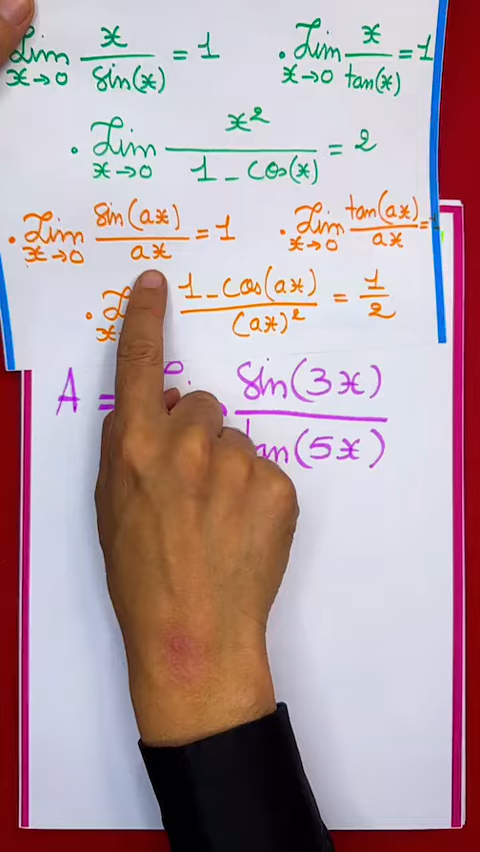 Lim x→0 x/sin(x) = 1 . Lim x→0 x/tan(x) = 1
. Lim x→0 x²/1 - cos(x) = 2
. Lim x→0 sin(ax)/ax = 1 . Lim x→0 tan(ax)/ax =
. 1 - cos(ax)/(ax)² = 1/2
A = sin(3x)/tan(5x)